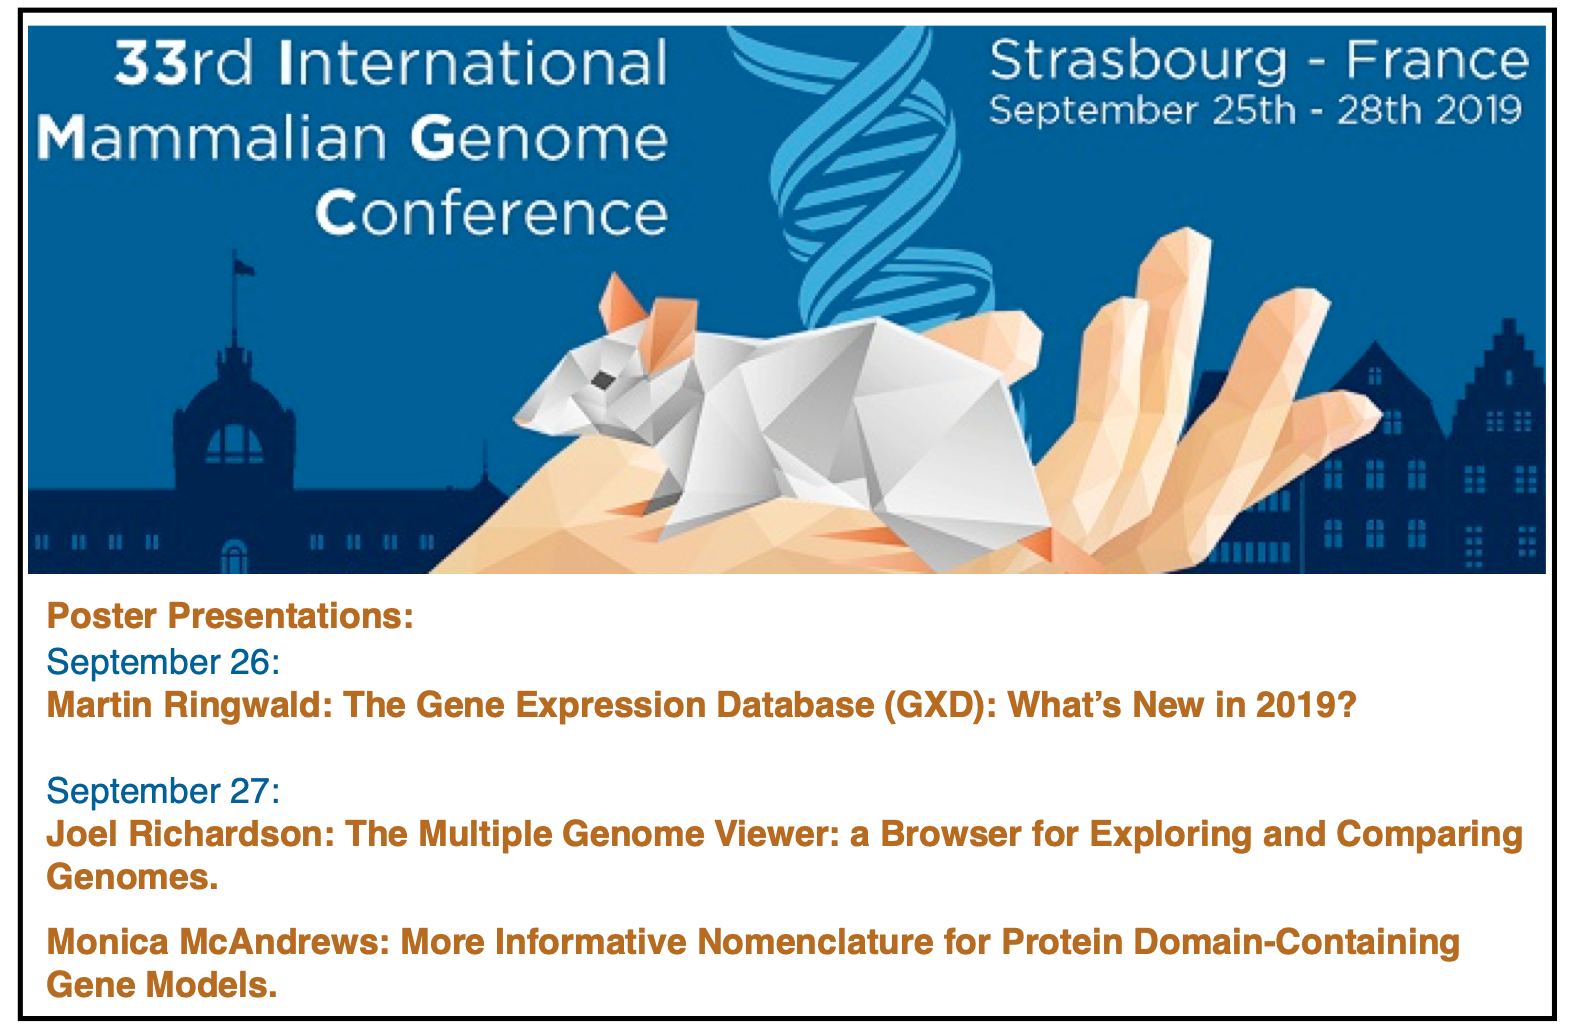 33rd International
Mammalian Genome
Conference
Strasbourg - France
September 25th - 28th 2019
Poster Presentations:
September 26:
Martin Ringwald: The Gene Expression Database (GXD): What’s New in 2019?
September 27:
Joel Richardson: The Multiple Genome Viewer: a Browser for Exploring and Comparing
Genomes.
Monica McAndrews: More Informative Nomenclature for Protein Domain-Containing
Gene Models.